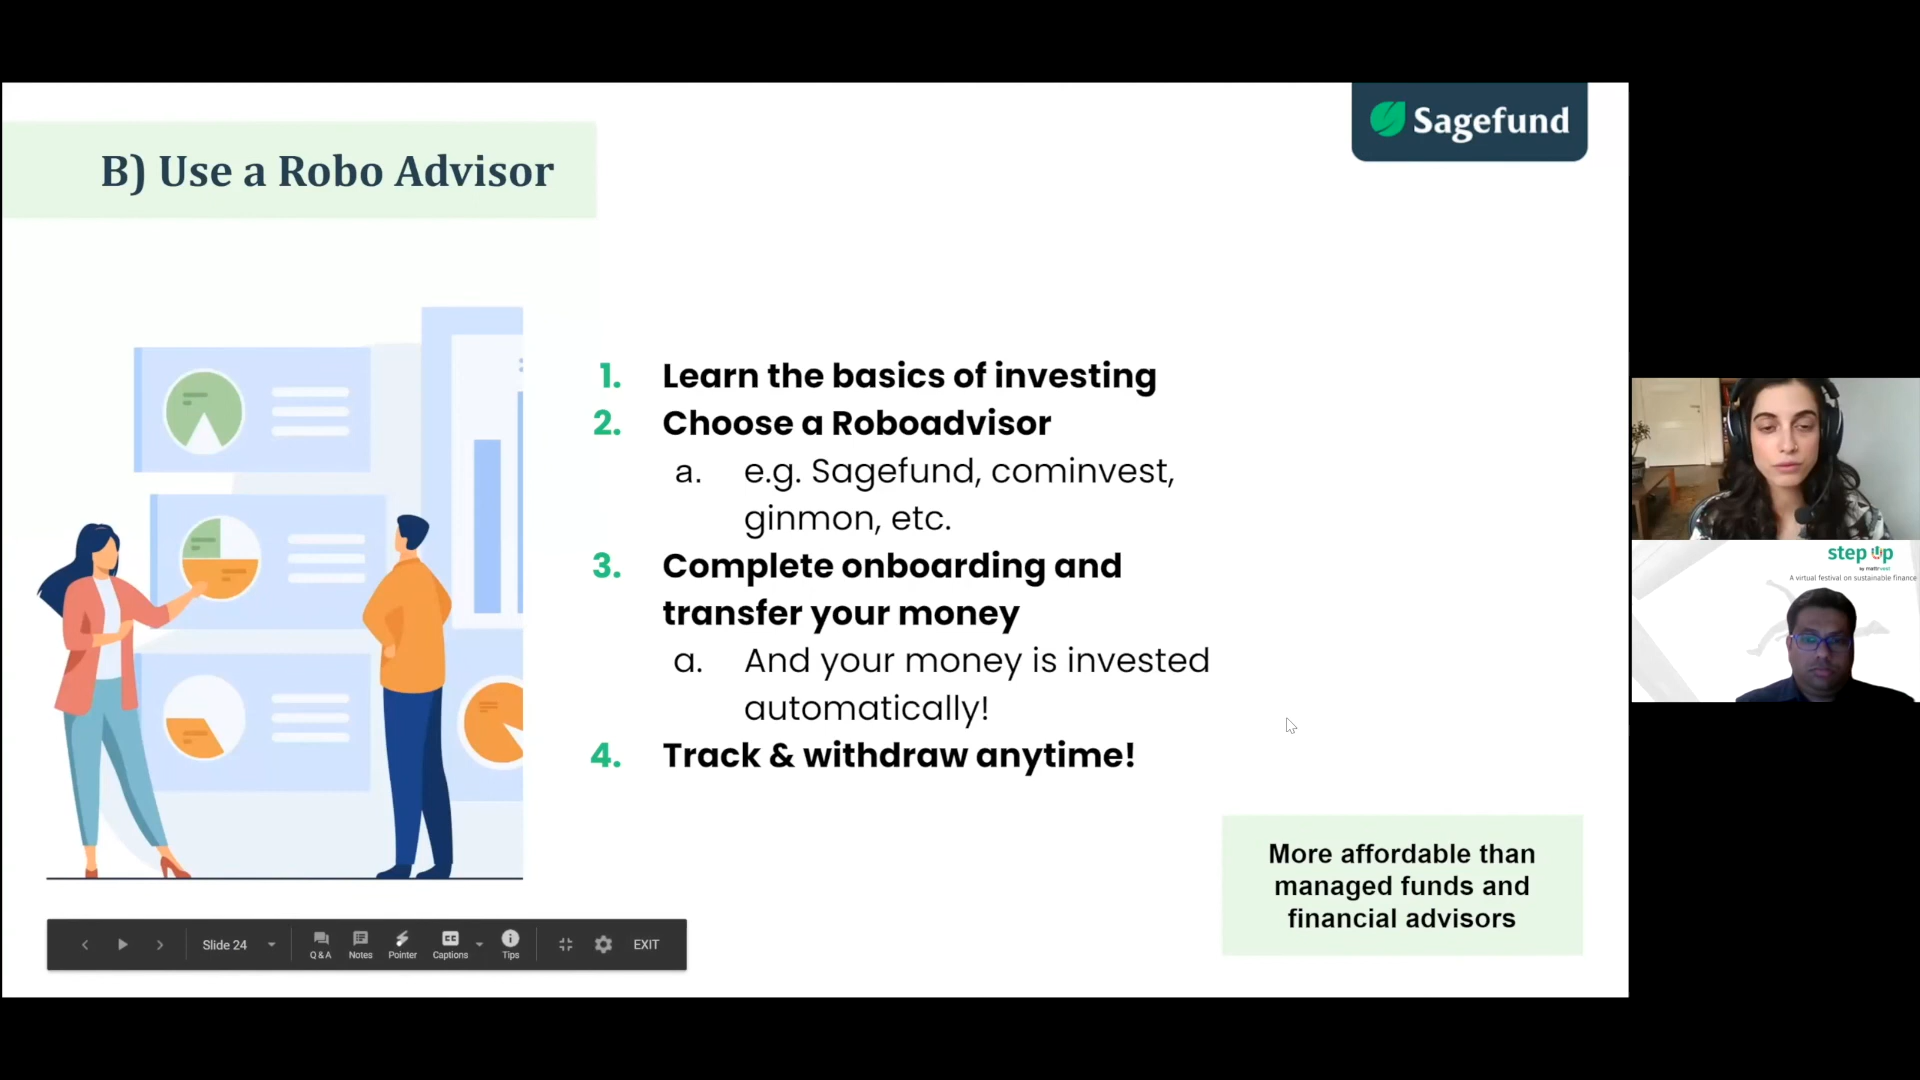 Sagefund
B) Use a Robo Advisor
1. Learn the basics of investing
2. Choose a Roboadvisor
a. e.g. Sagefund, cominvest,
ginmon, etc.
3. Complete onboarding and
transfer your money
a. And your money is invested
automatically!
4. Track & withdraw anytime!
More affordable than
managed funds and
financial advisors
Slide 24
Q & A
Notes
Pointer
Captions
Tips
EXIT
step up
by mattrvest
A virtual festival on sustainable finance